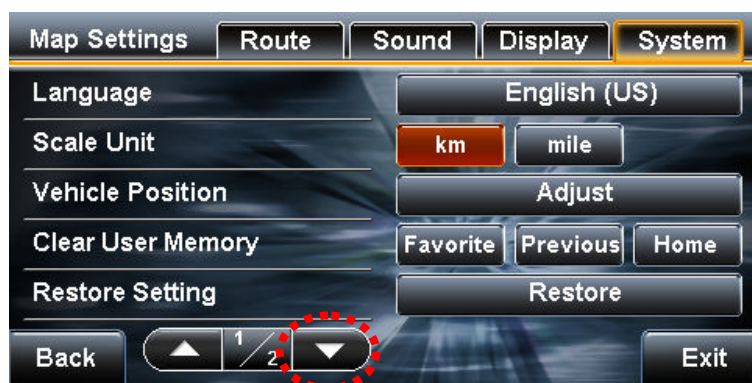 Map Settings Route Sound Display System
Language English (US)
Scale Unit km mile
Vehicle Position Adjust
Clear User Memory Favorite Previous Home
Restore Setting Restore
Back 1/2 Exit